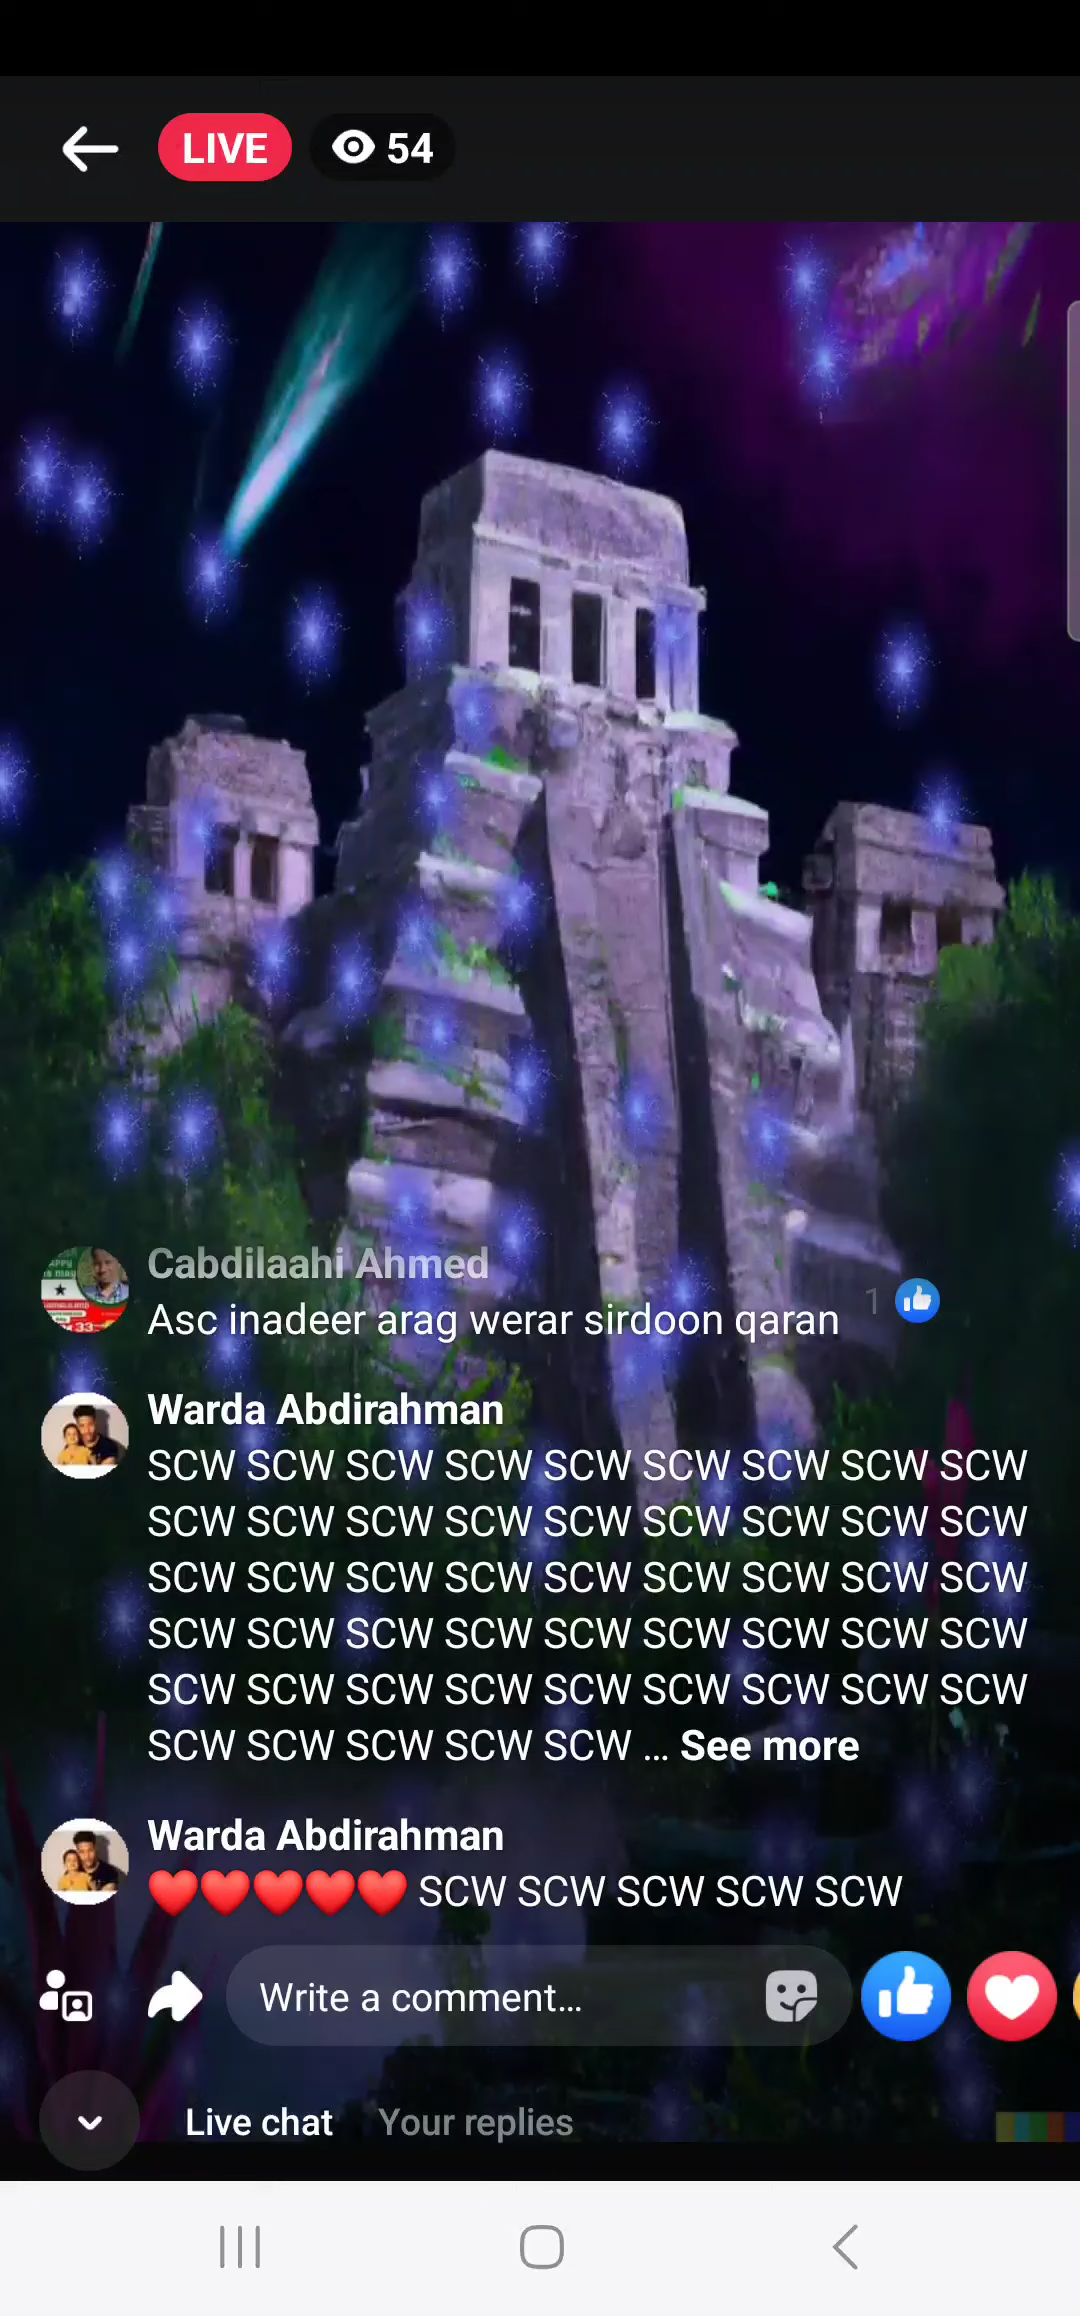 LIVE 54
Cabdilaahi Ahmed
Asc inadeer arag werar sirdoon qaran
1
Warda Abdirahman
SCW SCW SCW SCW SCW SCW SCW SCW SCW
SCW SCW SCW SCW SCW SCW SCW SCW SCW
SCW SCW SCW SCW SCW SCW SCW SCW SCW
SCW SCW SCW SCW SCW SCW SCW SCW SCW
SCW SCW SCW SCW SCW SCW SCW SCW SCW
SCW SCW SCW SCW SCW ... See more
Warda Abdirahman
❤️❤️❤️❤️❤️ SCW SCW SCW SCW SCW
Write a comment...
Live chat Your replies